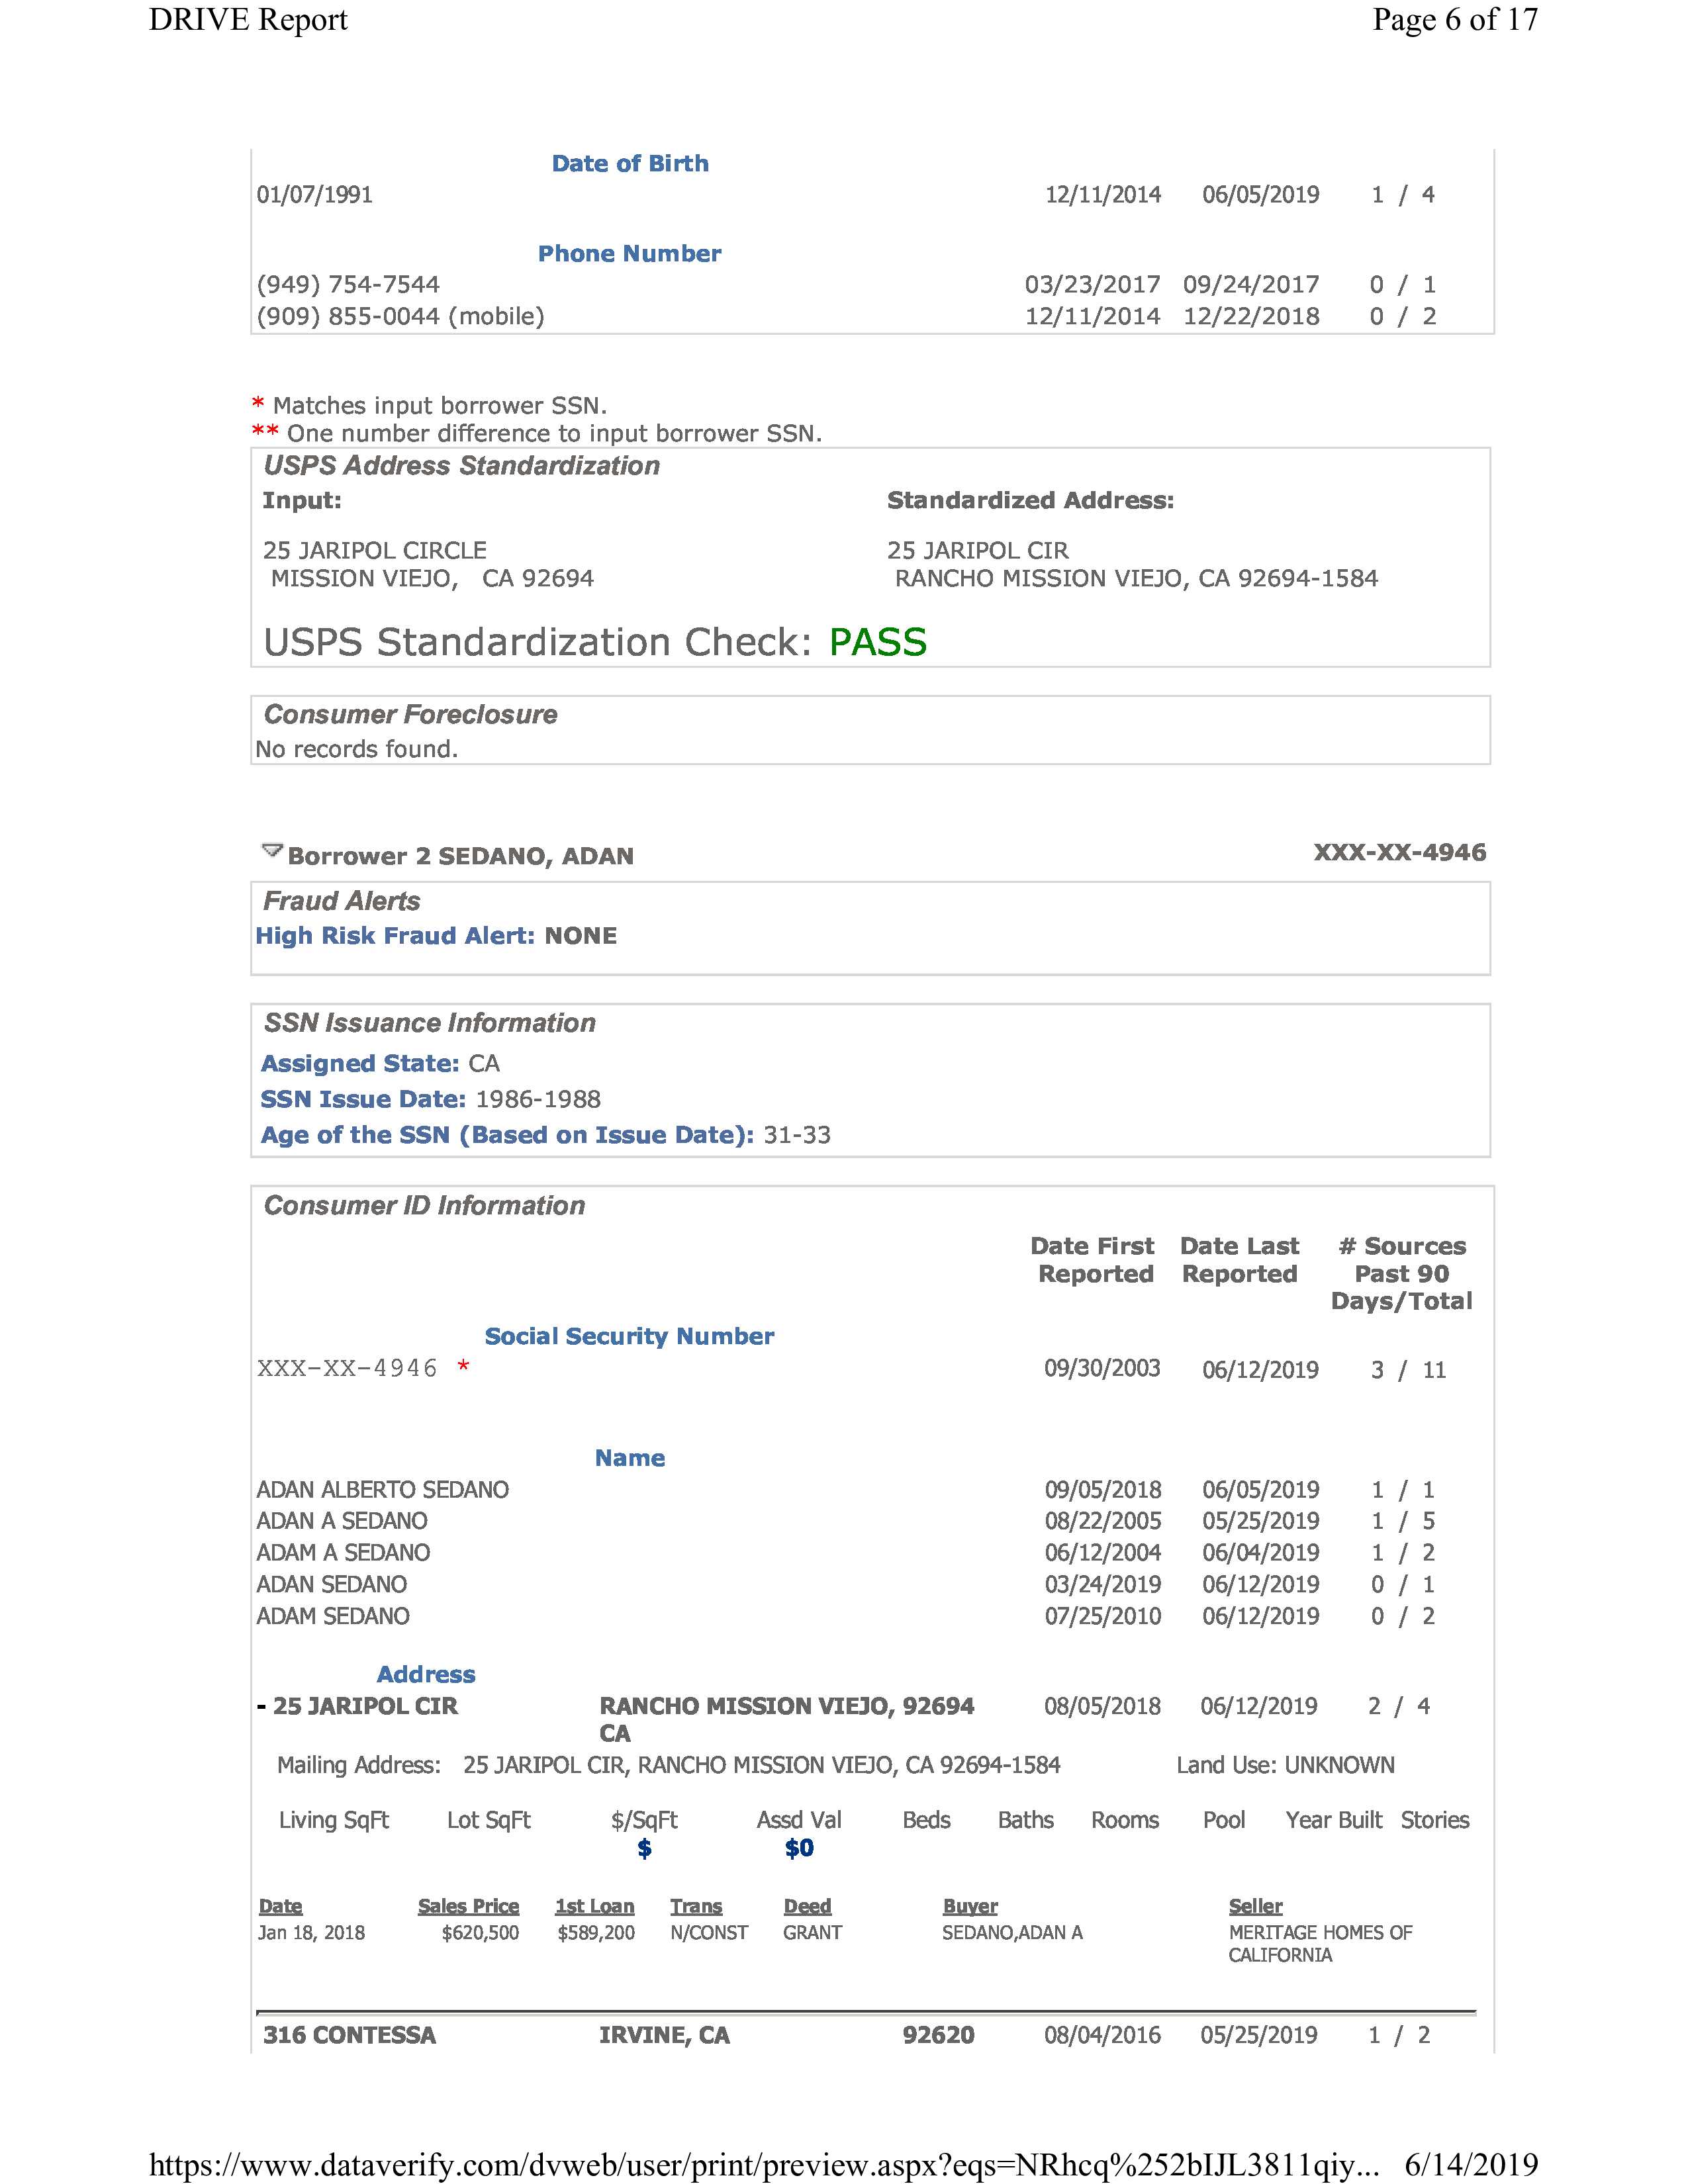 DRIVE Report Page 6 of 17
Date of Birth
01/07/1991 12/11/2014 06/05/2019 1 / 4
Phone Number
(949) 754-7544 03/23/2017 09/24/2017 0 / 1
(909) 855-0044 (mobile) 12/11/2014 12/22/2018 0 / 2
* Matches input borrower SSN.
** One number difference to input borrower SSN.
USPS Address Standardization
Input: Standardized Address:
25 JARIPOL CIRCLE 25 JARIPOL CIR
MISSION VIEJO, CA 92694 RANCHO MISSION VIEJO, CA 92694-1584
USPS Standardization Check: PASS
Consumer Foreclosure
No records found.
Borrower 2 SEDANO, ADAN XXX-XX-4946
Fraud Alerts
High Risk Fraud Alert: NONE
SSN Issuance Information
Assigned State: CA
SSN Issue Date: 1986-1988
Age of the SSN (Based on Issue Date): 31-33
Consumer ID Information
Date First Date Last # Sources
Reported Reported Past 90
Days/Total
Social Security Number
XXX-XX-4946 * 09/30/2003 06/12/2019 3 / 11
Name
ADAN ALBERTO SEDANO 09/05/2018 06/05/2019 1 / 1
ADAN A SEDANO 08/22/2005 05/25/2019 1 / 5
ADAM A SEDANO 06/12/2004 06/04/2019 1 / 2
ADAN SEDANO 03/24/2019 06/12/2019 0 / 1
ADAM SEDANO 07/25/2010 06/12/2019 0 / 2
Address
- 25 JARIPOL CIR RANCHO MISSION VIEJO, 92694 08/05/2018 06/12/2019 2 / 4
CA
Mailing Address: 25 JARIPOL CIR, RANCHO MISSION VIEJO, CA 92694-1584 Land Use: UNKNOWN
Living SqFt Lot SqFt $/SqFt Assd Val Beds Baths Rooms Pool Year Built Stories
$ $0
Date Sales Price 1st Loan Trans Deed Buyer Seller
Jan 18, 2018 $620,500 $589,200 N/CONST GRANT SEDANO,ADAN A MERITAGE HOMES OF
CALIFORNIA
316 CONTESSA IRVINE, CA 92620 08/04/2016 05/25/2019 1 / 2
https://www.dataverify.com/dvweb/user/print/preview.aspx?eqs=NRhcq%252bIJL3811qiy... 6/14/2019